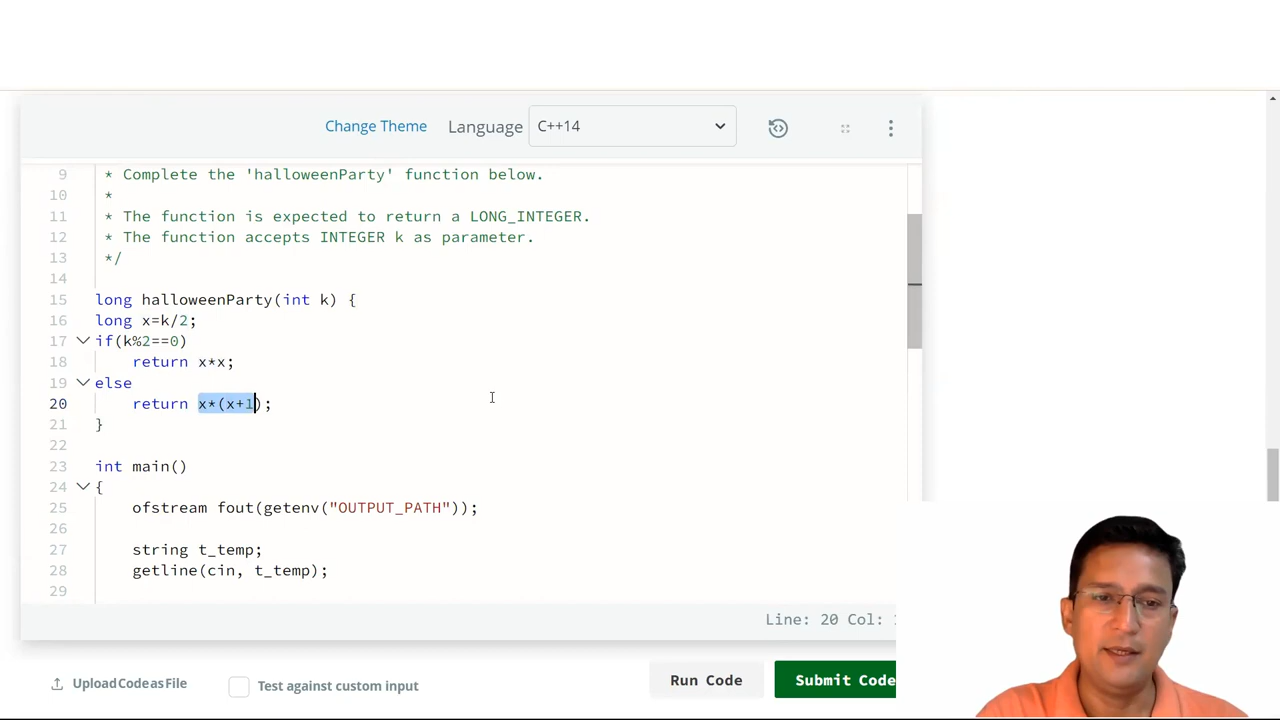 Change Theme Language C++14
9 * Complete the 'halloweenParty' function below.
10 *
11 * The function is expected to return a LONG_INTEGER.
12 * The function accepts INTEGER k as parameter.
13 */
14
15 long halloweenParty(int k) {
16 long x=k/2;
17 if(k%2==0)
18 return x*x;
19 else
20 return x*(x+1);
21 }
22
23 int main()
24 {
25 ofstream fout(getenv("OUTPUT_PATH"));
26
27 string t_temp;
28 getline(cin, t_temp);
29
Line: 20 Col:
Upload Code as File Test against custom input Run Code Submit Code